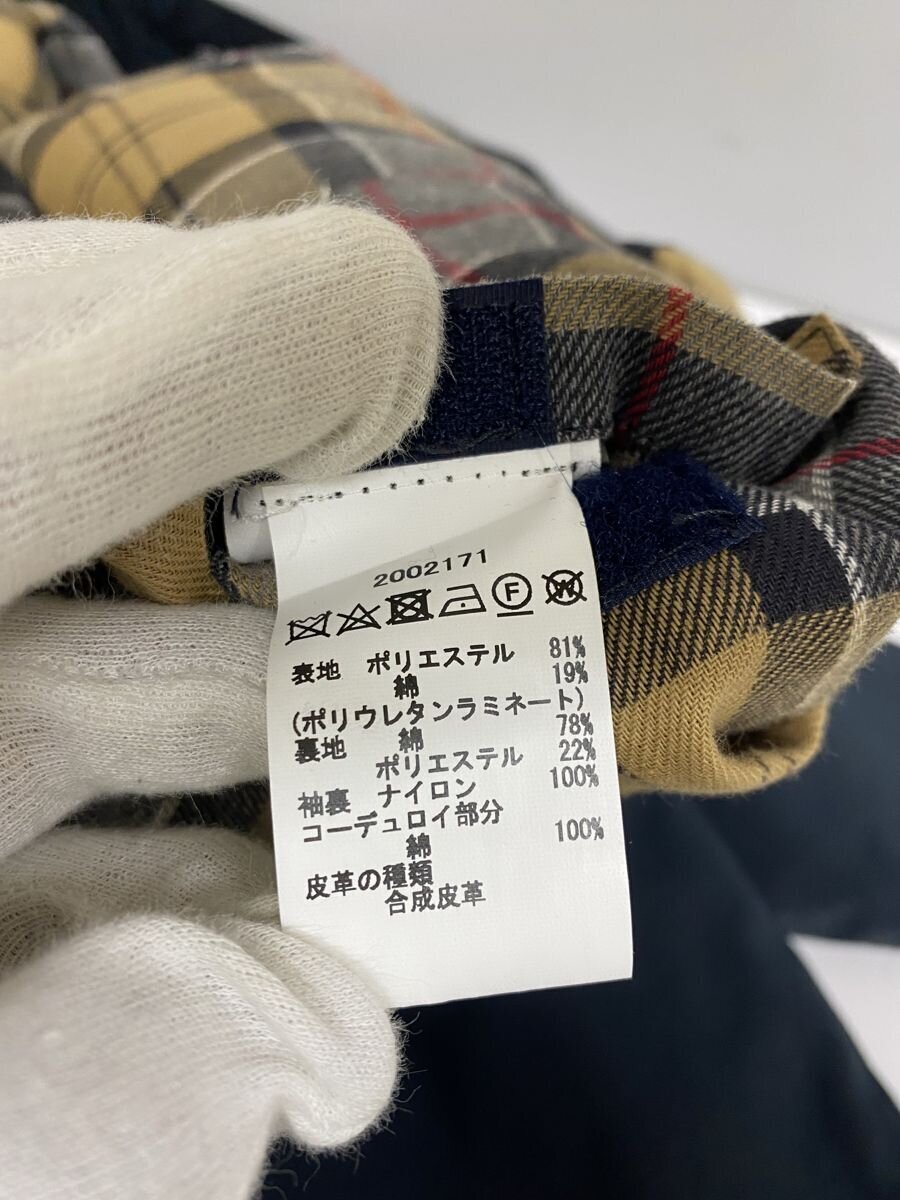 2002171
F W
表地 ポリエステル 81%
綿 19%
(ポリウレタンラミネート)
裏地 綿 78%
ポリエステル 22%
袖裏 ナイロン 100%
コーデュロイ部分
綿 100%
皮革の種類
合成皮革